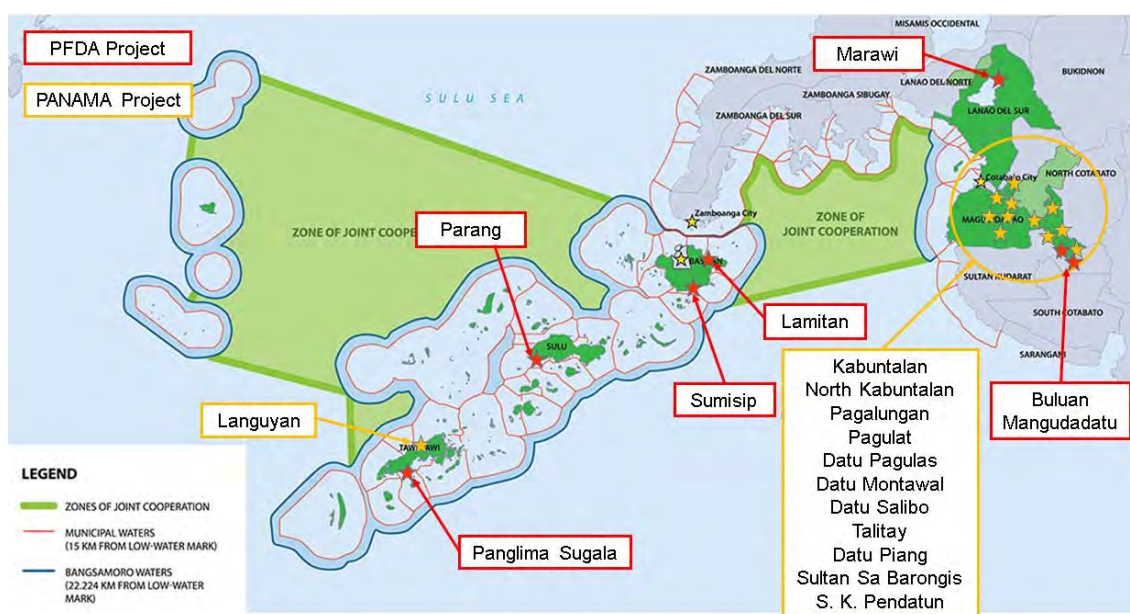 PFDA Project
PANAMA Project
MISAMIS OCCIDENTAL
Marawi
BUKIDNON
ZAMBOANGA DEL NORTE
LANAO DEL NORTE
SULU SEA
ZAMBOANGA SIBUGAY
LANAO DEL SUR
ZAMBOANGA DEL SUR
Cotabato City
NORTH COTABATO
Zamboanga City
ZONE OF JOINT COOPERATION
Parang
ZONE OF
JOINT COOPERATION
MAGUINDANAO
BASILAN
SULTAN KUDARAT
SOUTH COTABATO
Lamitan
SULU
SARANGANI
Sumisip
Buluan
Mangudadatu
Kabuntalan
North Kabuntalan
Pagalungan
Pagulat
Datu Pagulas
Datu Montawal
Datu Salibo
Talitay
Datu Piang
Sultan Sa Barongis
S. K. Pendatun
Languyan
TAWI-TAWI
Panglima Sugala
LEGEND
ZONES OF JOINT COOPERATION
MUNICIPAL WATERS
(15 KM FROM LOW-WATER MARK)
BANGSAMORO WATERS
(22.224 KM FROM LOW-WATER
MARK)